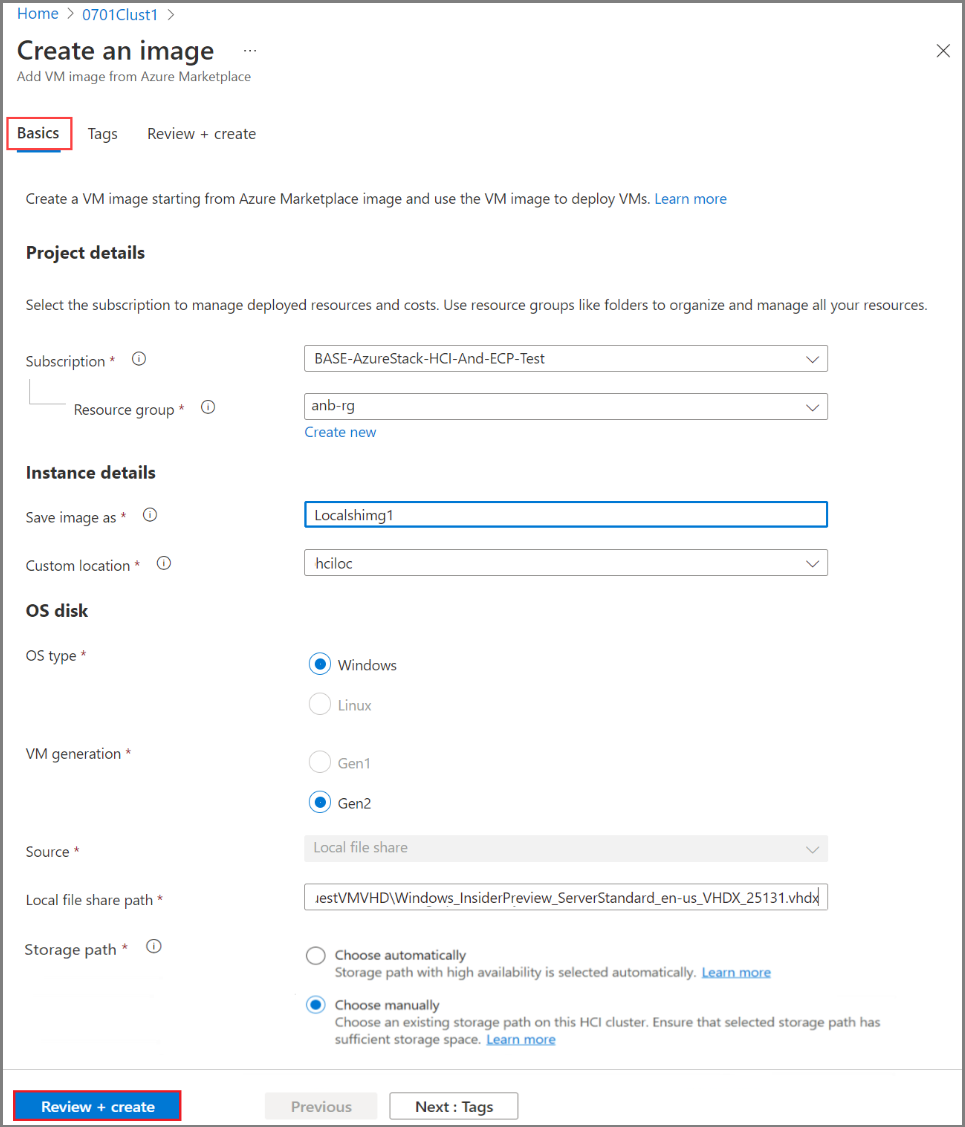 Home > 0701Clust1 >
Create an image ...
Add VM image from Azure Marketplace
Basics Tags Review + create
Create a VM image starting from Azure Marketplace image and use the VM image to deploy VMs. Learn more
Project details
Select the subscription to manage deployed resources and costs. Use resource groups like folders to organize and manage all your resources.
Subscription * BASE-AzureStack-HCI-And-ECP-Test
Resource group * anb-rg
Create new
Instance details
Save image as * Localshimg1
Custom location * hciloc
OS disk
OS type *
Windows
Linux
VM generation *
Gen1
Gen2
Source * Local file share
Local file share path * estVMVHD\Windows_InsiderPreview_ServerStandard_en-us_VHDX_25131.vhdx
Storage path *
Choose automatically
Storage path with high availability is selected automatically. Learn more
Choose manually
Choose an existing storage path on this HCI cluster. Ensure that selected storage path has
sufficient storage space. Learn more
Review + create Previous Next : Tags